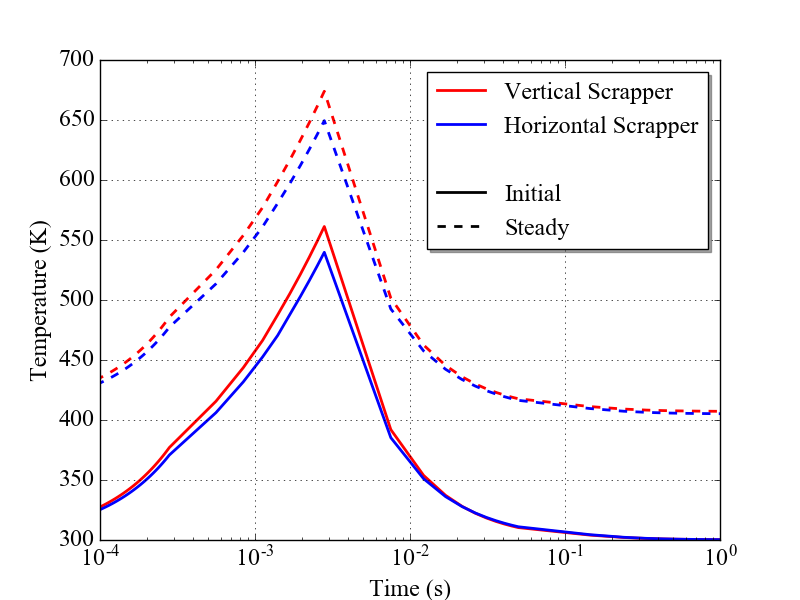 700
650
600
550
500
450
400
350
300
Temperature (K)
10^-4
10^-3
10^-2
10^-1
10^0
Time (s)
Vertical Scrapper
Horizontal Scrapper
Initial
Steady